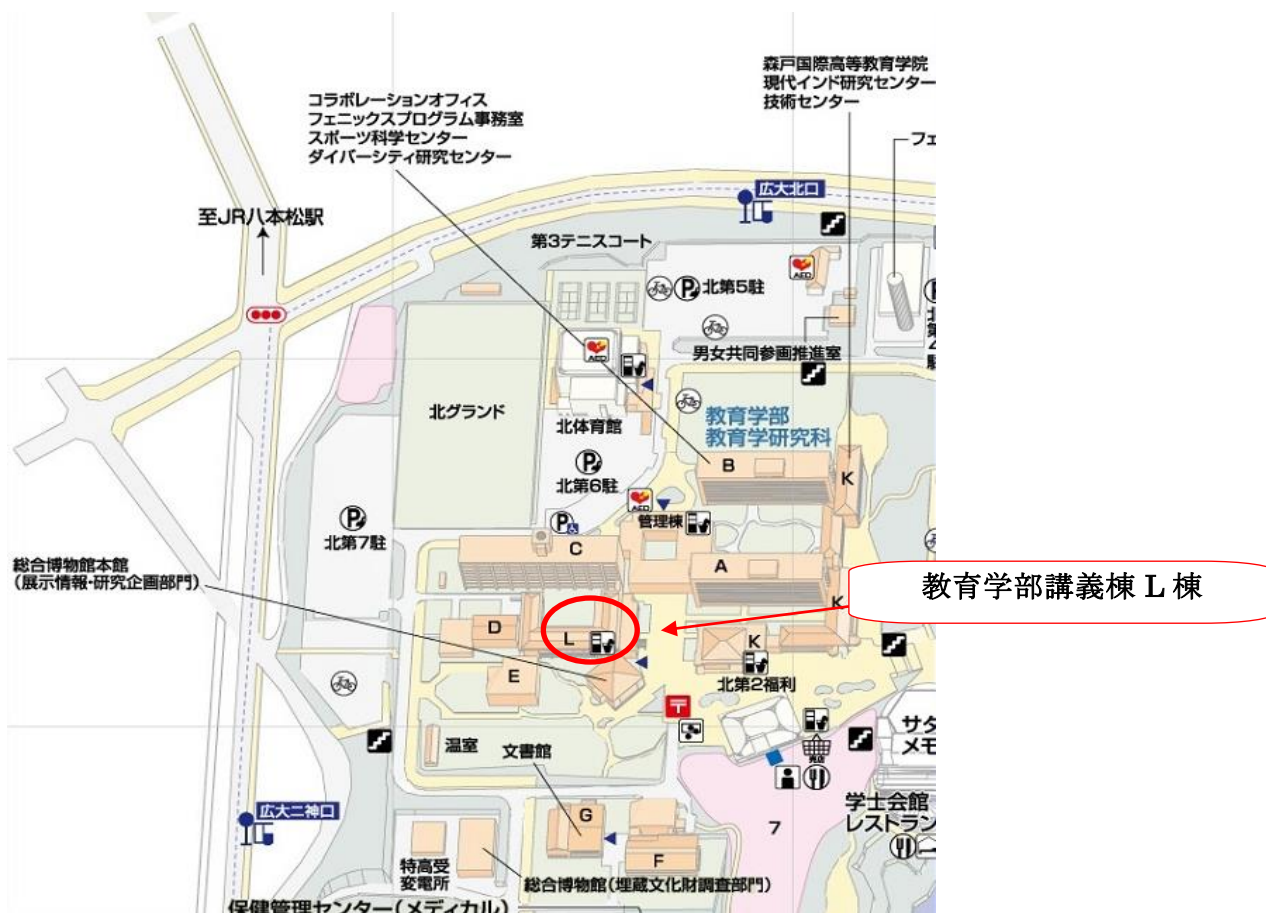 森戸国際高等教育学院
現代インド研究センター
技術センター
コラボレーションオフィス
フェニックスプログラム事務室
スポーツ科学センター
ダイバーシティ研究センター
フェ
広大北口
至JR八本松駅
第3テニスコート
AED
P 北第5駐
P
男女共同参画推進室
AED
北グランド
北体育館
教育学部
教育学研究科
B
K
P
北第6駐
AED
管理棟
P
北第7駐
P
C
A
総合博物館本館
(展示情報・研究企画部門)
教育学部講義棟 L 棟
K
D
L
K
E
北第2福利
〒
サタ
メモ
温室
文書館
売店
広大二神口
学士会館
レストラン
G
7
F
特高受
変電所
総合博物館(埋蔵文化財調査部門)
保健管理センター(メディカル)